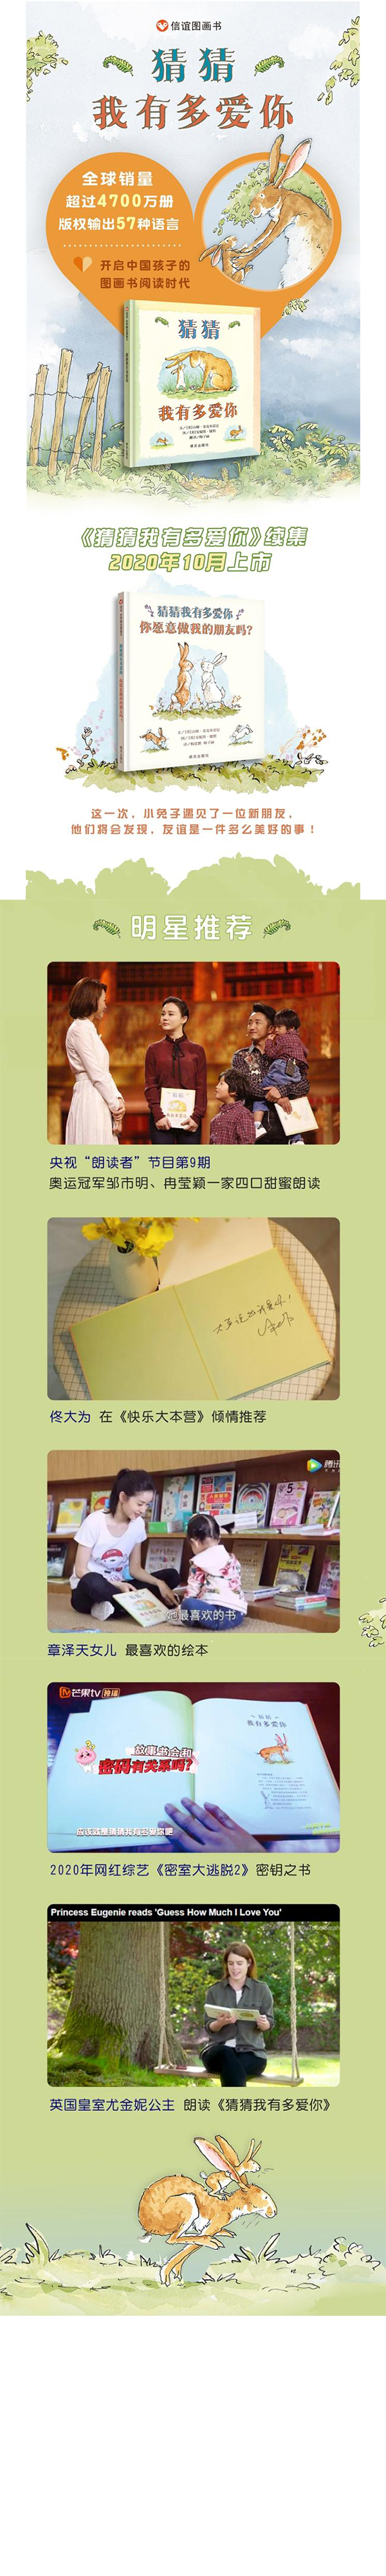 信谊图画书
猜猜
我有多爱你
全球销量
超过4700万册
版权输出57种语言
开启中国孩子的
图画书阅读时代
猜猜
我有多爱你
《猜猜我有多爱你》续集
2020年10月上市
猜猜我有多爱你
你愿意做我的朋友吗?
这一次，小兔子遇见了一位新朋友，
他们将会发现，友谊是一件多么美好的事！
明星推荐
央视“朗读者”节目第9期
奥运冠军邹市明、冉莹颖一家四口甜蜜朗读
佟大为 在《快乐大本营》倾情推荐
腾讯
5
她最喜欢的书
章泽天女儿 最喜欢的绘本
芒果tv 独播
猜猜
我有多爱你
故事书会和
密码有关系吗?
应该就是猜猜我有多爱你吧
2020年网红综艺《密室大逃脱2》密钥之书
Princess Eugenie reads 'Guess How Much I Love You'
英国皇室尤金妮公主 朗读《猜猜我有多爱你》